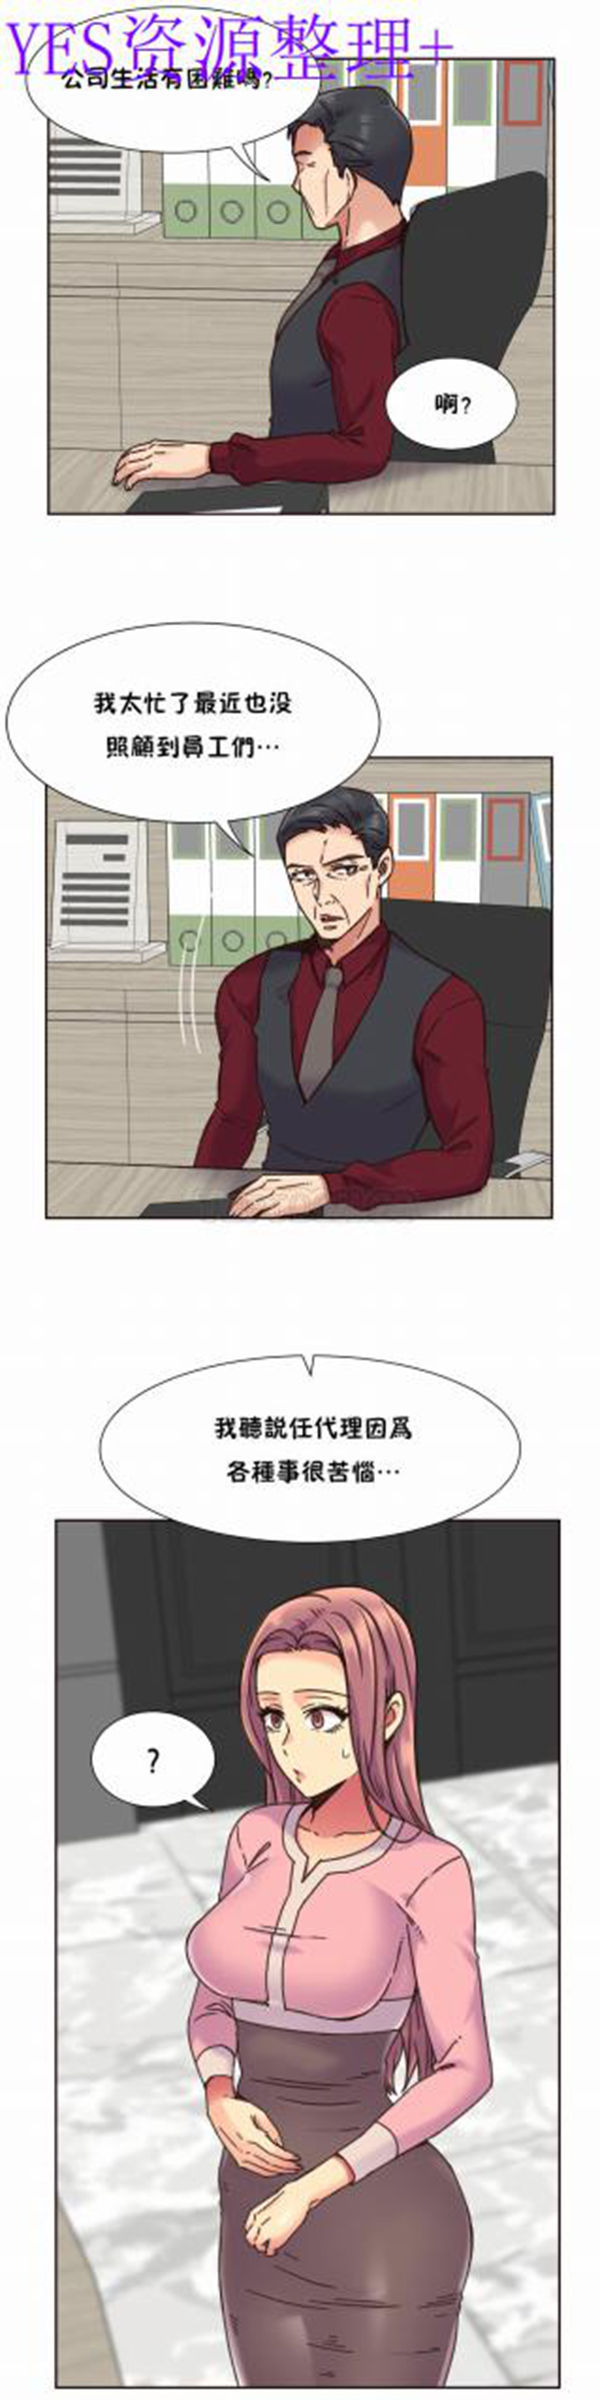 YES资源整理+
公司生活有困難嗎?
啊?
我太忙了最近也没
照顧到員工們…
我聽説任代理因爲
各種事很苦惱…
?